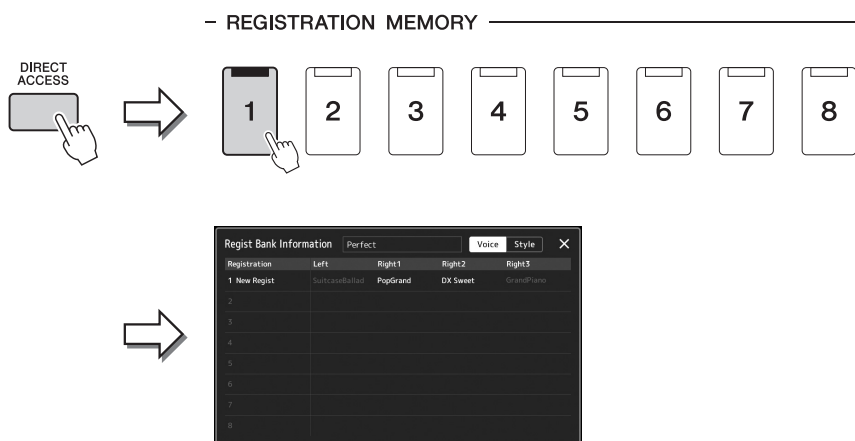 REGISTRATION MEMORY
DIRECT
ACCESS
1 2 3 4 5 6 7 8
Regist Bank Information Perfect Voice Style X
Registration Left Right1 Right2 Right3
1 New Regist SuitcaseBallad PopGrand DX Sweet GrandPiano
2
3
4
5
6
7
8